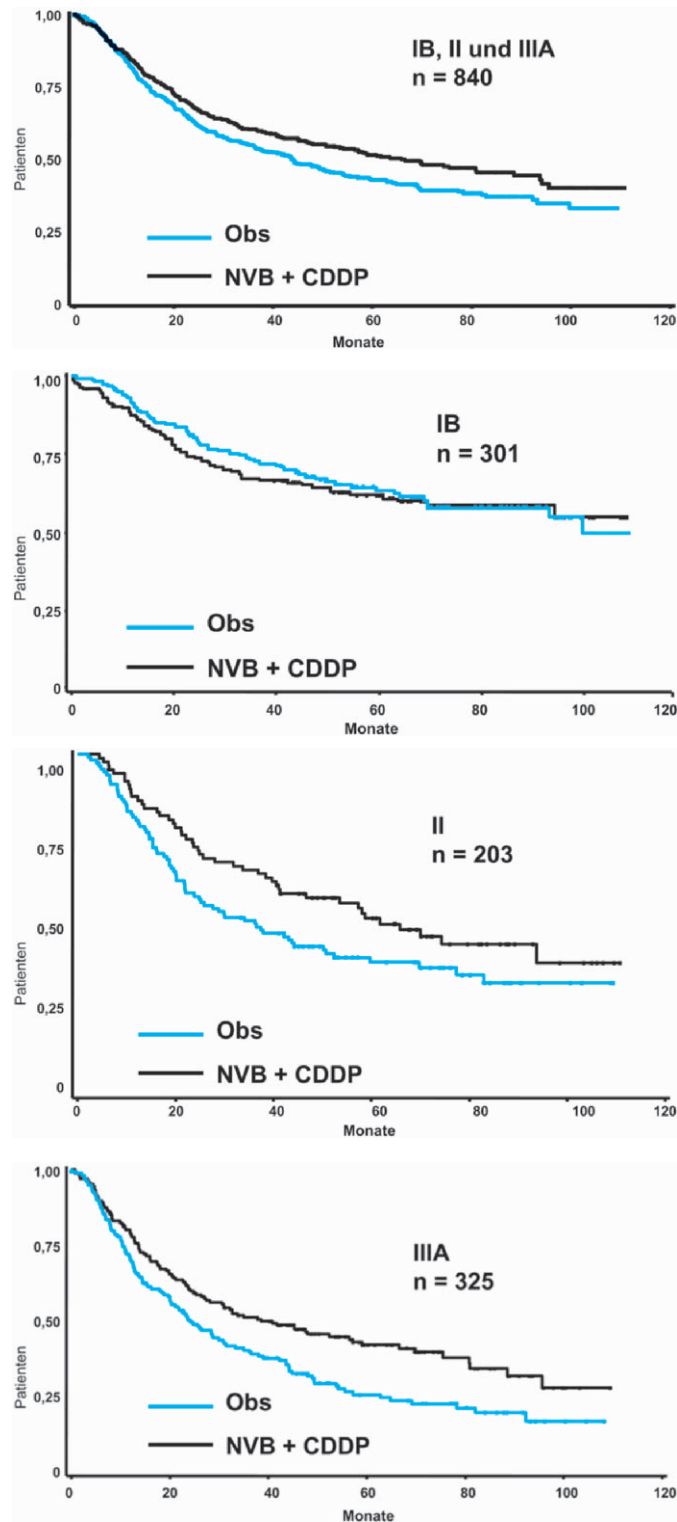 1,00
IB, II und IIIA
n = 840
0,75
Patienten
0,50
0,25
Obs
NVB + CDDP
0
0 20 40 60 80 100 120
Monate
1,00
IB
n = 301
0,75
Patienten
0,50
0,25
Obs
NVB + CDDP
0
0 20 40 60 80 100 120
Monate
1,00
II
n = 203
0,75
Patienten
0,50
0,25
Obs
NVB + CDDP
0
0 20 40 60 80 100 120
Monate
1,00
IIIA
n = 325
0,75
Patienten
0,50
0,25
Obs
NVB + CDDP
0
0 20 40 60 80 100 120
Monate